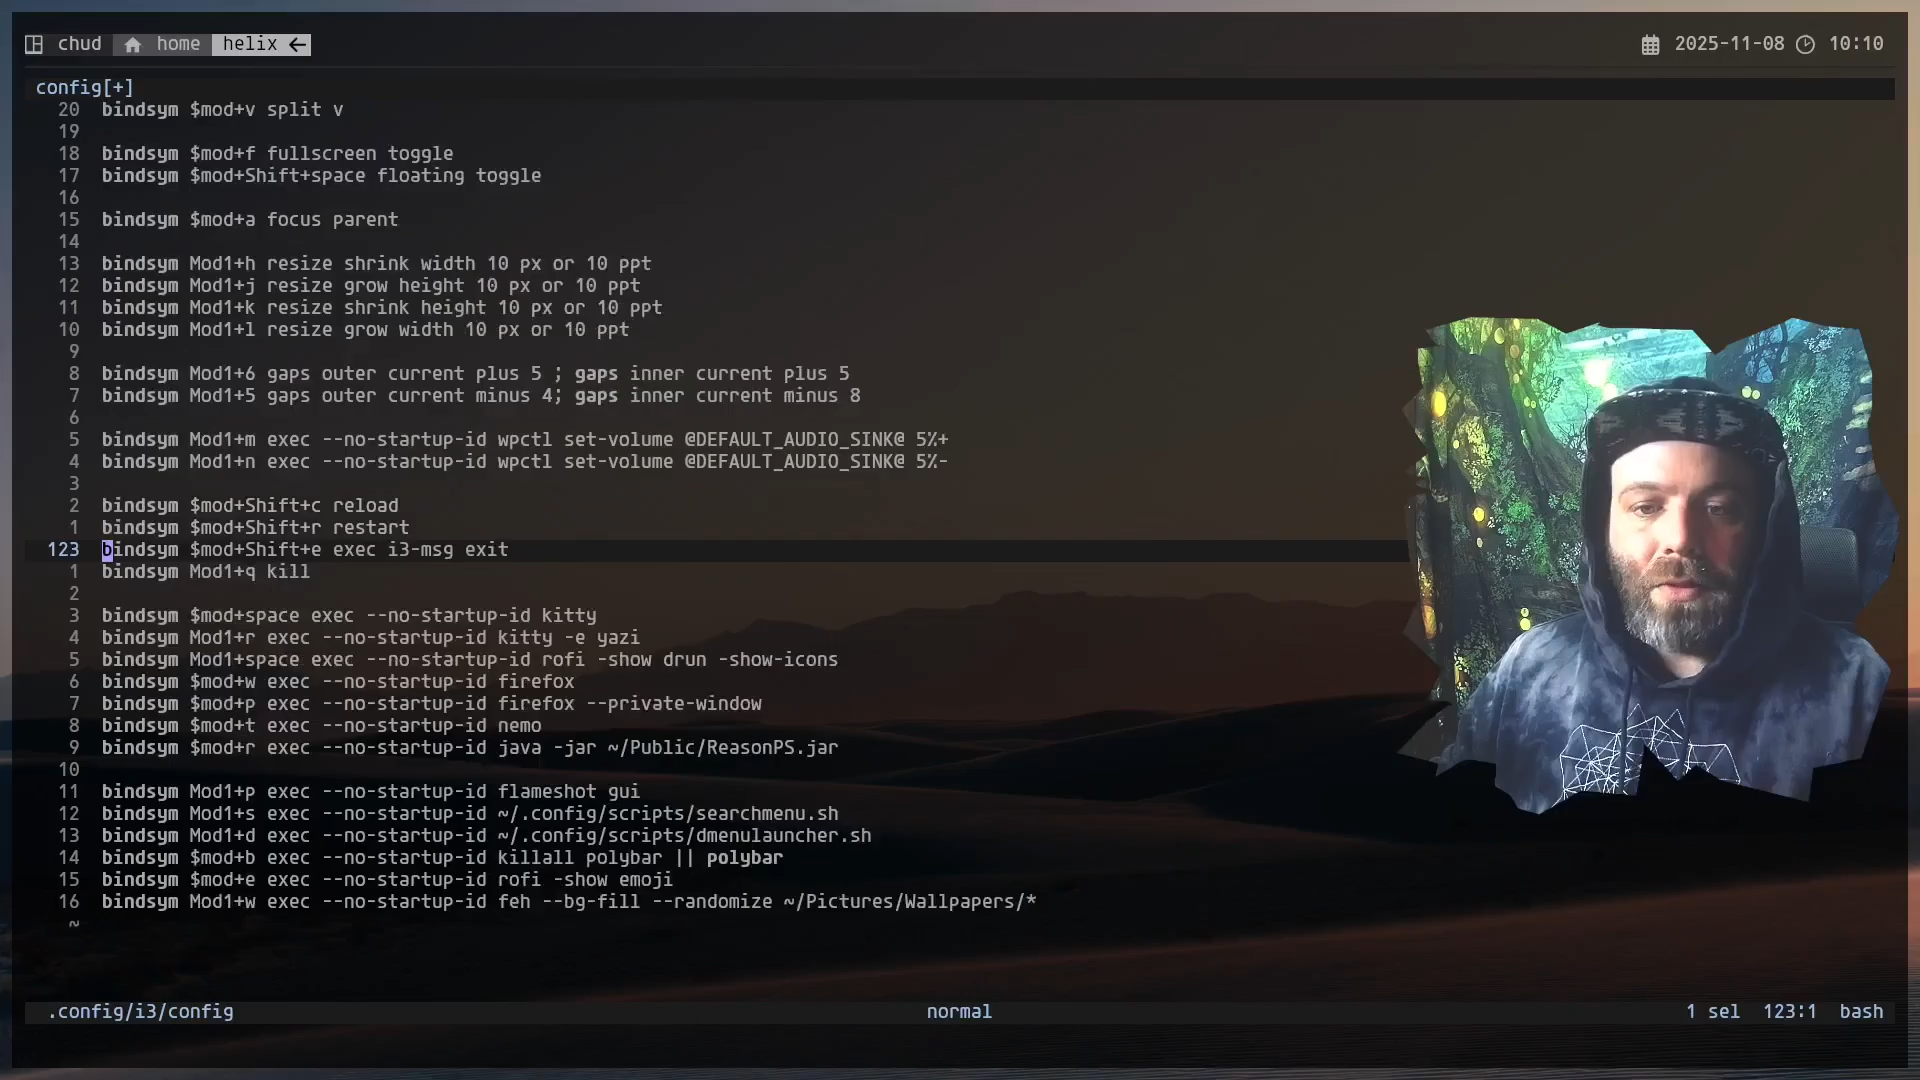 chud home helix ← 2025-11-08 10:10
config[+]
20 bindsym $mod+v split v
19
18 bindsym $mod+f fullscreen toggle
17 bindsym $mod+Shift+space floating toggle
16
15 bindsym $mod+a focus parent
14
13 bindsym Mod1+h resize shrink width 10 px or 10 ppt
12 bindsym Mod1+j resize grow height 10 px or 10 ppt
11 bindsym Mod1+k resize shrink height 10 px or 10 ppt
10 bindsym Mod1+l resize grow width 10 px or 10 ppt
9
8 bindsym Mod1+6 gaps outer current plus 5 ; gaps inner current plus 5
7 bindsym Mod1+5 gaps outer current minus 4; gaps inner current minus 8
6
5 bindsym Mod1+m exec --no-startup-id wpctl set-volume @DEFAULT_AUDIO_SINK@ 5%+
4 bindsym Mod1+n exec --no-startup-id wpctl set-volume @DEFAULT_AUDIO_SINK@ 5%-
3
2 bindsym $mod+Shift+c reload
1 bindsym $mod+Shift+r restart
123 bindsym $mod+Shift+e exec i3-msg exit
1 bindsym Mod1+q kill
2
3 bindsym $mod+space exec --no-startup-id kitty
4 bindsym Mod1+r exec --no-startup-id kitty -e yazi
5 bindsym Mod1+space exec --no-startup-id rofi -show drun -show-icons
6 bindsym $mod+w exec --no-startup-id firefox
7 bindsym $mod+p exec --no-startup-id firefox --private-window
8 bindsym $mod+t exec --no-startup-id nemo
9 bindsym $mod+r exec --no-startup-id java -jar ~/Public/ReasonPS.jar
10
11 bindsym Mod1+p exec --no-startup-id flameshot gui
12 bindsym Mod1+s exec --no-startup-id ~/.config/scripts/searchmenu.sh
13 bindsym Mod1+d exec --no-startup-id ~/.config/scripts/dmenulauncher.sh
14 bindsym $mod+b exec --no-startup-id killall polybar || polybar
15 bindsym $mod+e exec --no-startup-id rofi -show emoji
16 bindsym Mod1+w exec --no-startup-id feh --bg-fill --randomize ~/Pictures/Wallpapers/*
~
.config/i3/config normal 1 sel 123:1 bash